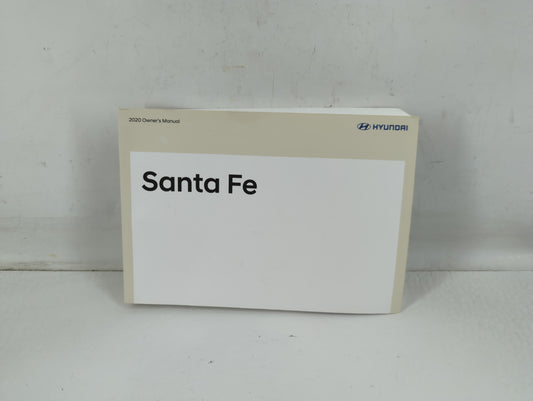 2020 Owner's Manual
HYUNDAI
Santa Fe